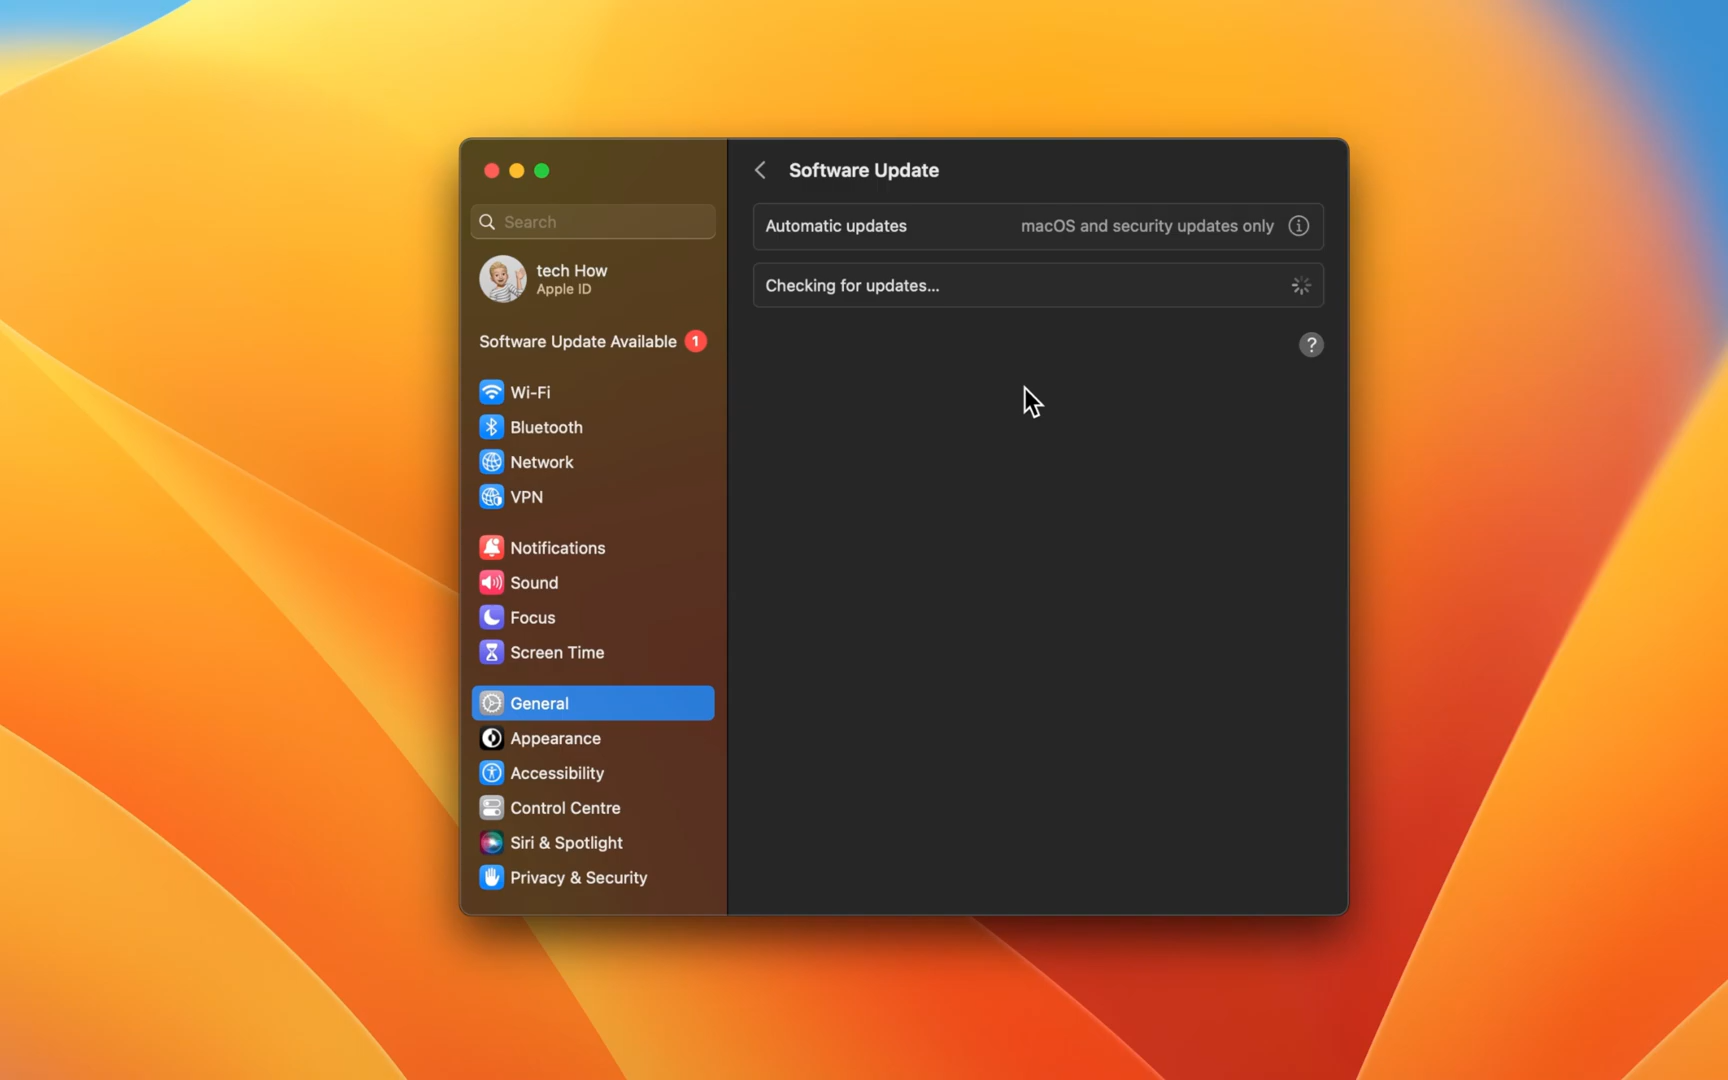 Search
tech How
Apple ID
Software Update Available 1
Wi-Fi
Bluetooth
Network
VPN
Notifications
Sound
Focus
Screen Time
General
Appearance
Accessibility
Control Centre
Siri & Spotlight
Privacy & Security
Software Update
Automatic updates macOS and security updates only
Checking for updates...
?